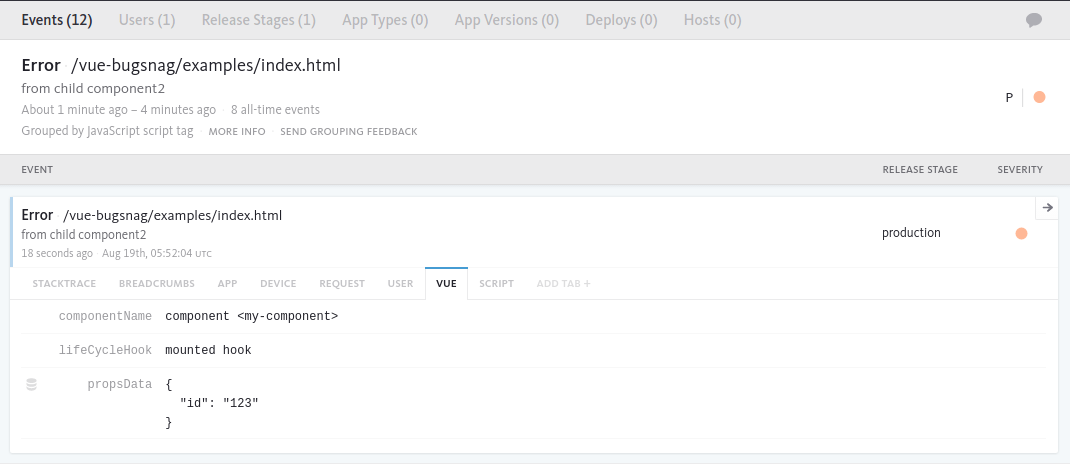 Events (12) Users (1) Release Stages (1) App Types (0) App Versions (0) Deploys (0) Hosts (0)
Error · /vue-bugsnag/examples/index.html
from child component2
About 1 minute ago – 4 minutes ago · 8 all-time events
Grouped by JavaScript script tag · MORE INFO · SEND GROUPING FEEDBACK
P
EVENT RELEASE STAGE SEVERITY
Error · /vue-bugsnag/examples/index.html
from child component2
18 seconds ago · Aug 19th, 05:52:04 UTC
production
STACKTRACE BREADCRUMBS APP DEVICE REQUEST USER VUE SCRIPT ADD TAB +
componentName component <my-component>
lifeCycleHook mounted hook
propsData {
"id": "123"
}